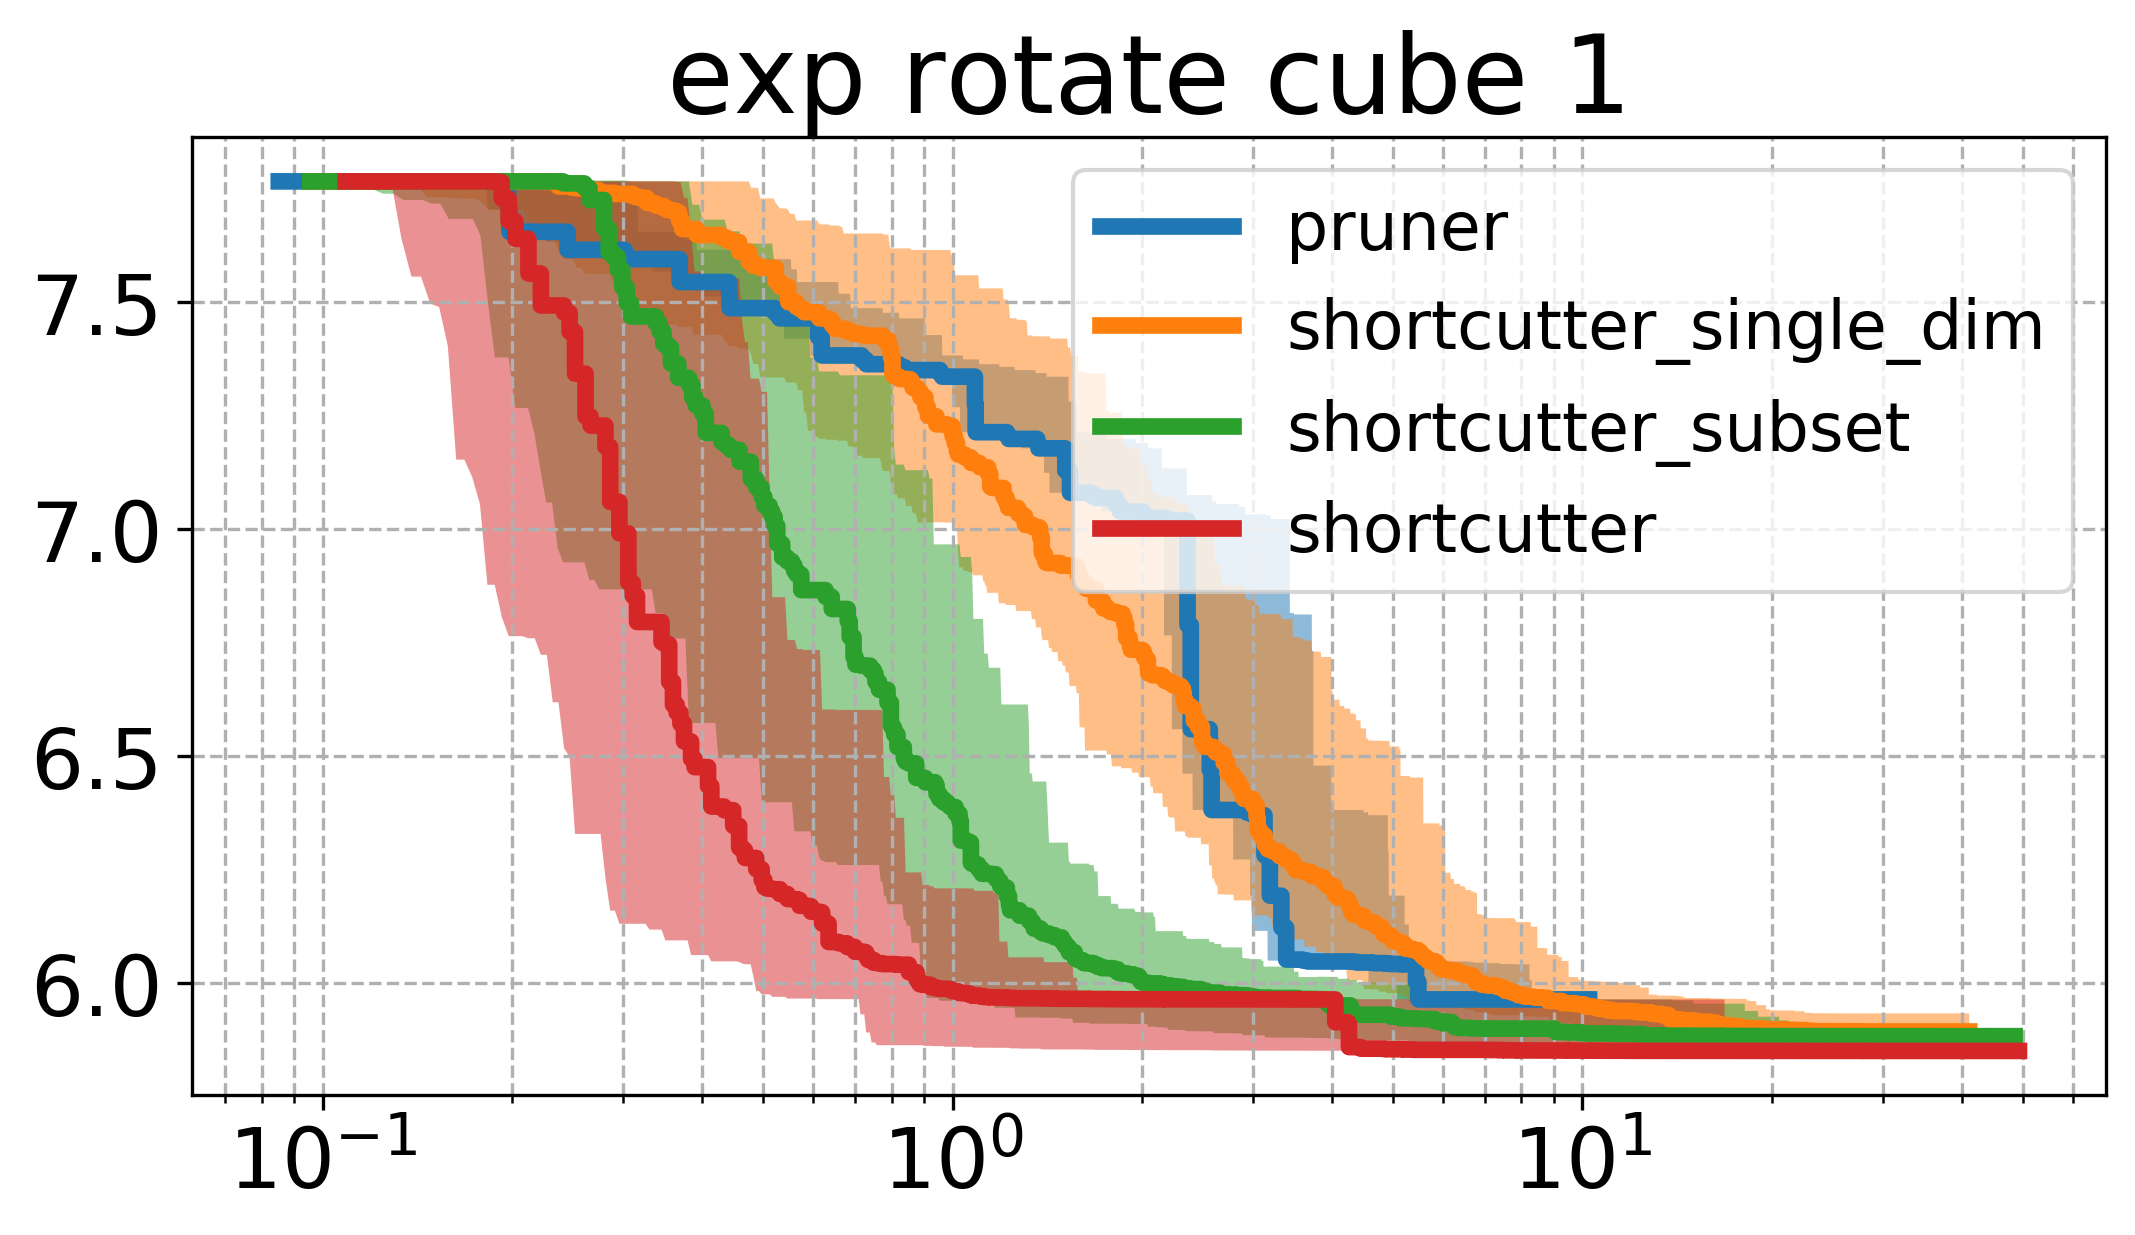 exp rotate cube 1
pruner
shortcutter_single_dim
shortcutter_subset
shortcutter
7.5
7.0
6.5
6.0
10⁻¹
10⁰
10¹